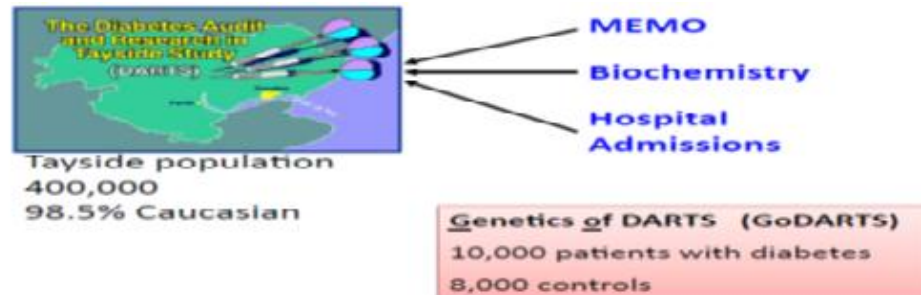 The Diabetes Audit
and Research in
Tayside Study
(DARTS)
MEMO
Biochemistry
Hospital
Admissions
Tayside population
400,000
98.5% Caucasian
Genetics of DARTS (GoDARTS)
10,000 patients with diabetes
8,000 controls